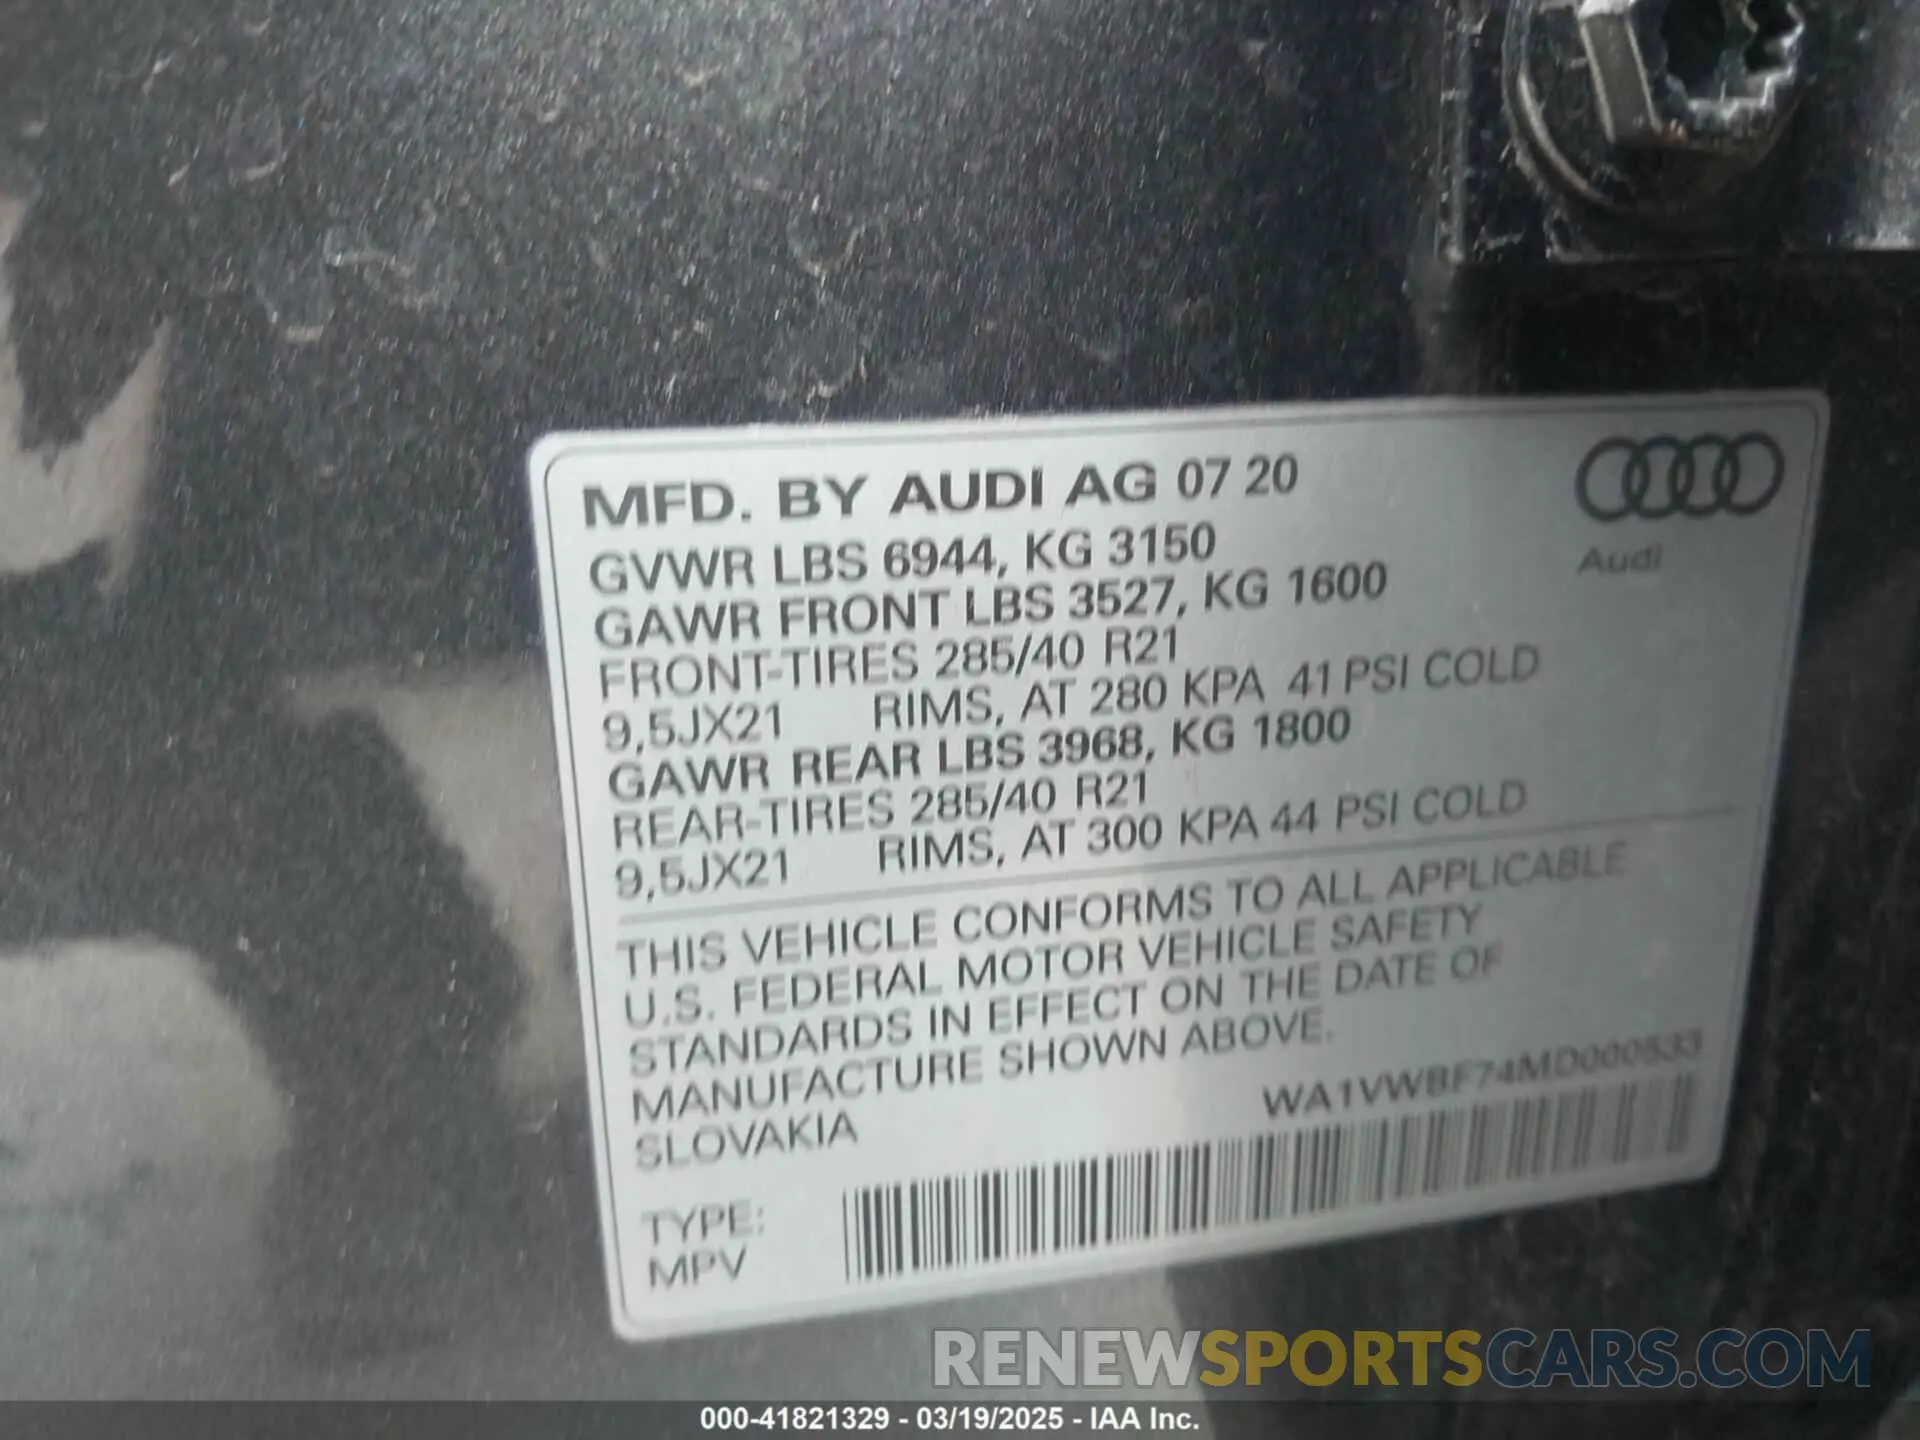 MFD. BY AUDI AG 07 20
GVWR LBS 6944, KG 3150
GAWR FRONT LBS 3527, KG 1600
FRONT-TIRES 285/40 R21
9,5JX21 RIMS, AT 280 KPA 41 PSI COLD
GAWR REAR LBS 3968, KG 1800
REAR-TIRES 285/40 R21
9,5JX21 RIMS, AT 300 KPA 44 PSI COLD
Audi
THIS VEHICLE CONFORMS TO ALL APPLICABLE
U.S. FEDERAL MOTOR VEHICLE SAFETY
STANDARDS IN EFFECT ON THE DATE OF
MANUFACTURE SHOWN ABOVE.
SLOVAKIA
WA1VWBF74MD000533
TYPE:
MPV
RENEWSPORTSCARS.COM
000-41821329 - 03/19/2025 - IAA Inc.